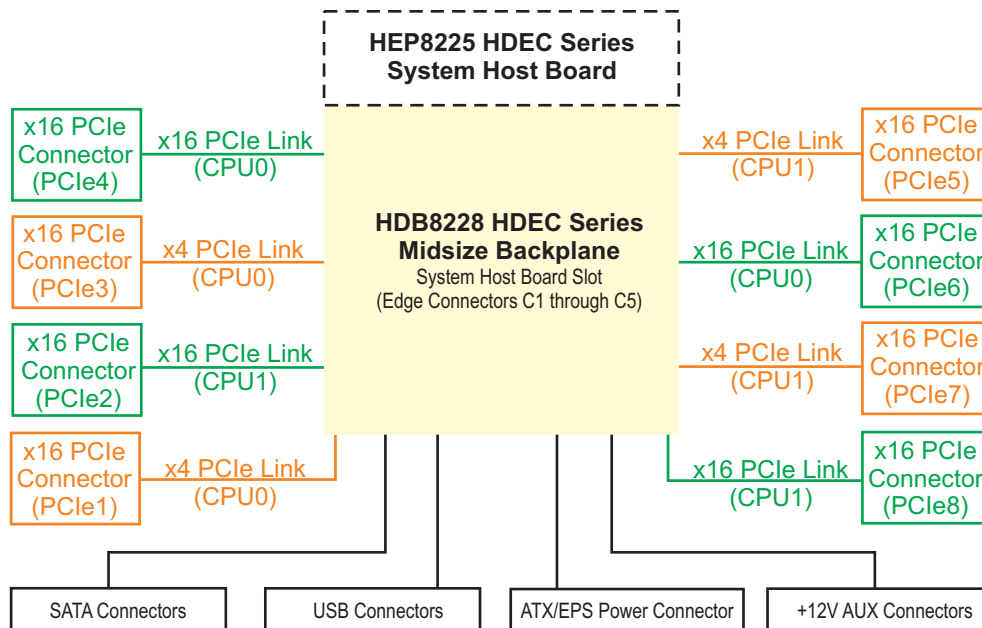 HEP8225 HDEC Series
System Host Board
x16 PCIe
Connector
(PCIe4)
x16 PCIe Link
(CPU0)
x16 PCIe
Connector
(PCIe3)
x4 PCIe Link
(CPU0)
x16 PCIe
Connector
(PCIe2)
x16 PCIe Link
(CPU1)
x16 PCIe
Connector
(PCIe1)
x4 PCIe Link
(CPU0)
HDB8228 HDEC Series
Midsize Backplane
System Host Board Slot
(Edge Connectors C1 through C5)
x4 PCIe Link
(CPU1)
x16 PCIe
Connector
(PCIe5)
x16 PCIe Link
(CPU0)
x16 PCIe
Connector
(PCIe6)
x4 PCIe Link
(CPU1)
x16 PCIe
Connector
(PCIe7)
x16 PCIe Link
(CPU1)
x16 PCIe
Connector
(PCIe8)
SATA Connectors
USB Connectors
ATX/EPS Power Connector
+12V AUX Connectors